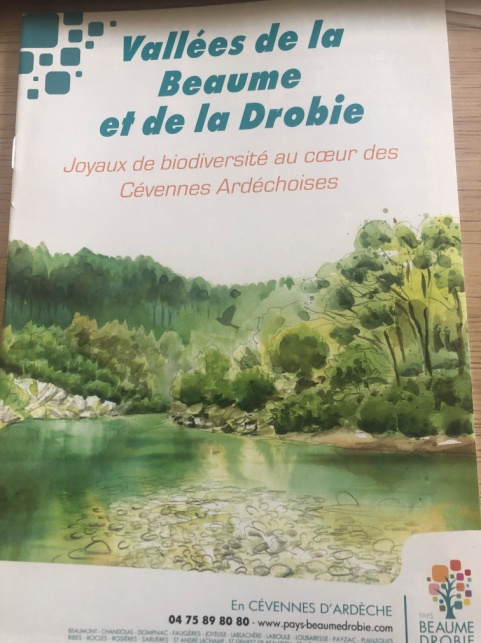 Vallées de la
Beaume
et de la Drobie
Joyaux de biodiversité au cœur des
Cévennes Ardéchoises
En CÉVENNES D'ARDÈCHE
04 75 89 80 80 - www.pays-beaumedrobie.com
BEAUMONT - CHANDOLAS - DOMPNAC - FAUGÈRES - JOYEUSE - LABLACHÈRE - LABOULE - LOUBARESSE - PAYZAC - PLANZOLLES
RIBES - ROCLES - ROSIÈRES - SABLIÈRES - ST ANDRÉ LACHAMP - ST GENEST DE
PAYS
BEAUME
DROBIE